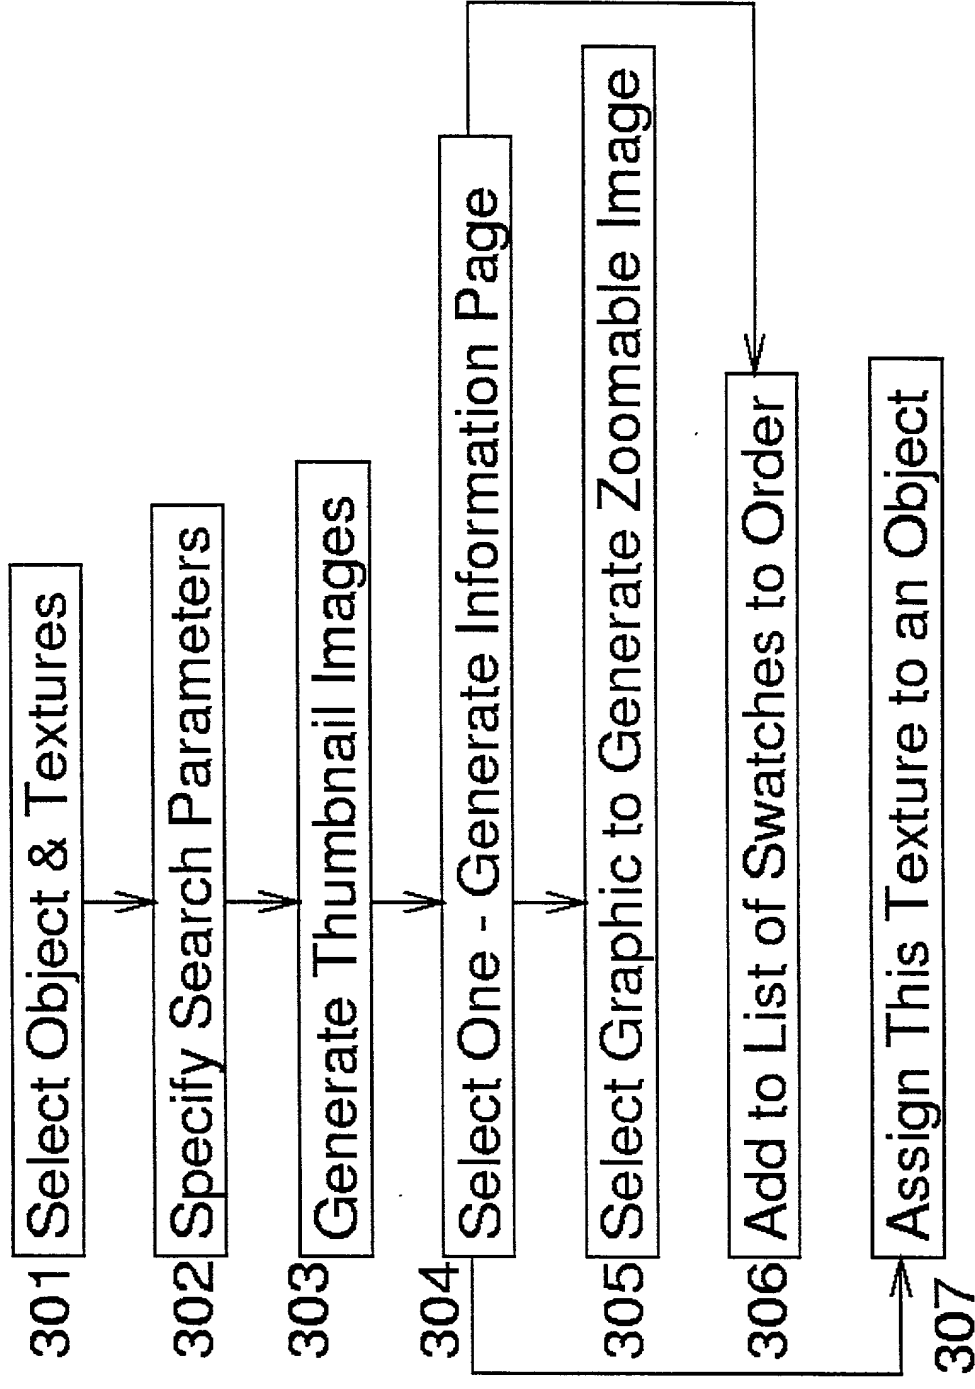 301 Select Object & Textures
302 Specify Search Parameters
303 Generate Thumbnail Images
304 Select One - Generate Information Page
305 Select Graphic to Generate Zoomable Image
306 Add to List of Swatches to Order
307 Assign This Texture to an Object